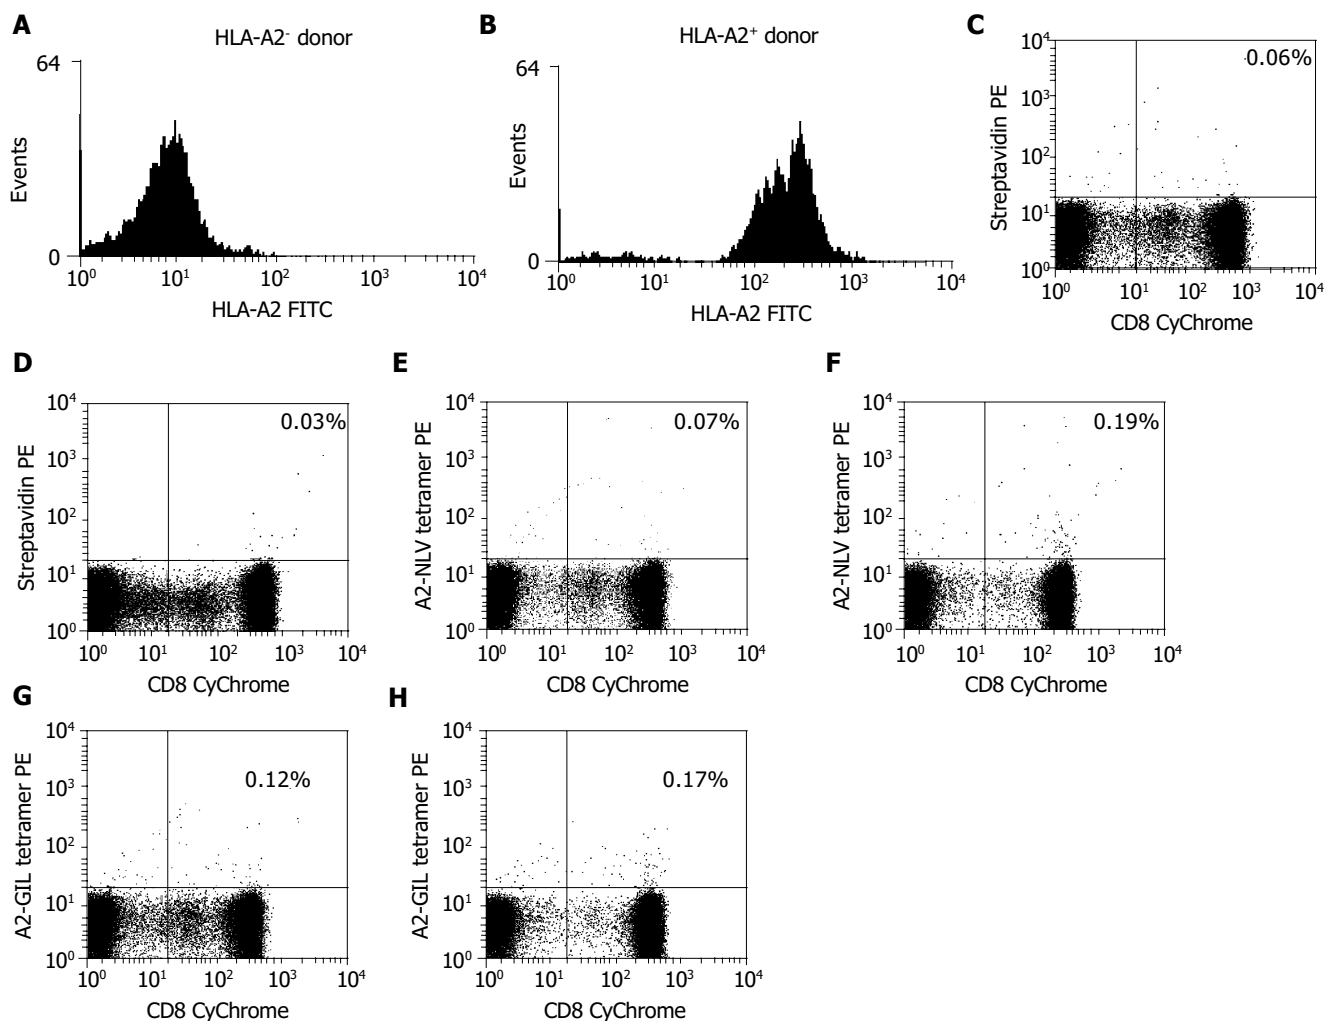 A
HLA-A2⁻ donor
64
Events
0
10⁰ 10¹ 10² 10³ 10⁴
HLA-A2 FITC
B
HLA-A2⁺ donor
64
Events
0
10⁰ 10¹ 10² 10³ 10⁴
HLA-A2 FITC
C
0.06%
Streptavidin PE
10⁴
10³
10²
10¹
10⁰
10⁰ 10¹ 10² 10³ 10⁴
CD8 CyChrome
D
0.03%
Streptavidin PE
10⁴
10³
10²
10¹
10⁰
10⁰ 10¹ 10² 10³ 10⁴
CD8 CyChrome
E
0.07%
A2-NLV tetramer PE
10⁴
10³
10²
10¹
10⁰
10⁰ 10¹ 10² 10³ 10⁴
CD8 CyChrome
F
0.19%
A2-NLV tetramer PE
10⁴
10³
10²
10¹
10⁰
10⁰ 10¹ 10² 10³ 10⁴
CD8 CyChrome
G
0.12%
A2-GIL tetramer PE
10⁴
10³
10²
10¹
10⁰
10⁰ 10¹ 10² 10³ 10⁴
CD8 CyChrome
H
0.17%
A2-GIL tetramer PE
10⁴
10³
10²
10¹
10⁰
10⁰ 10¹ 10² 10³ 10⁴
CD8 CyChrome